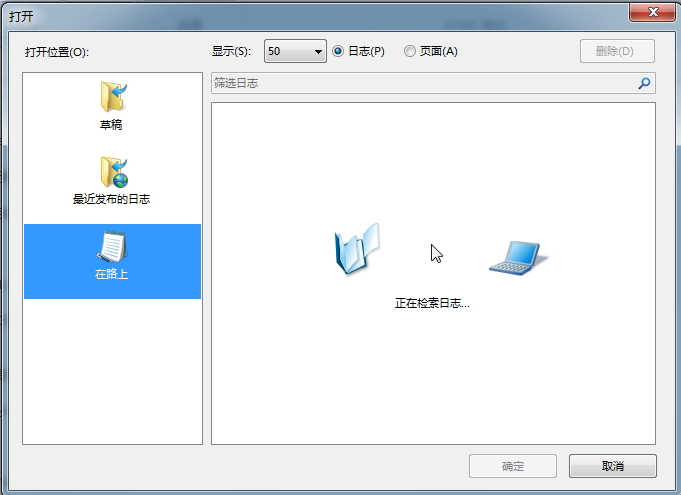 打开
打开位置(O):
显示(S):
50
日志(P)
页面(A)
删除(D)
筛选日志
草稿
最近发布的日志
在路上
正在检索日志...
确定
取消